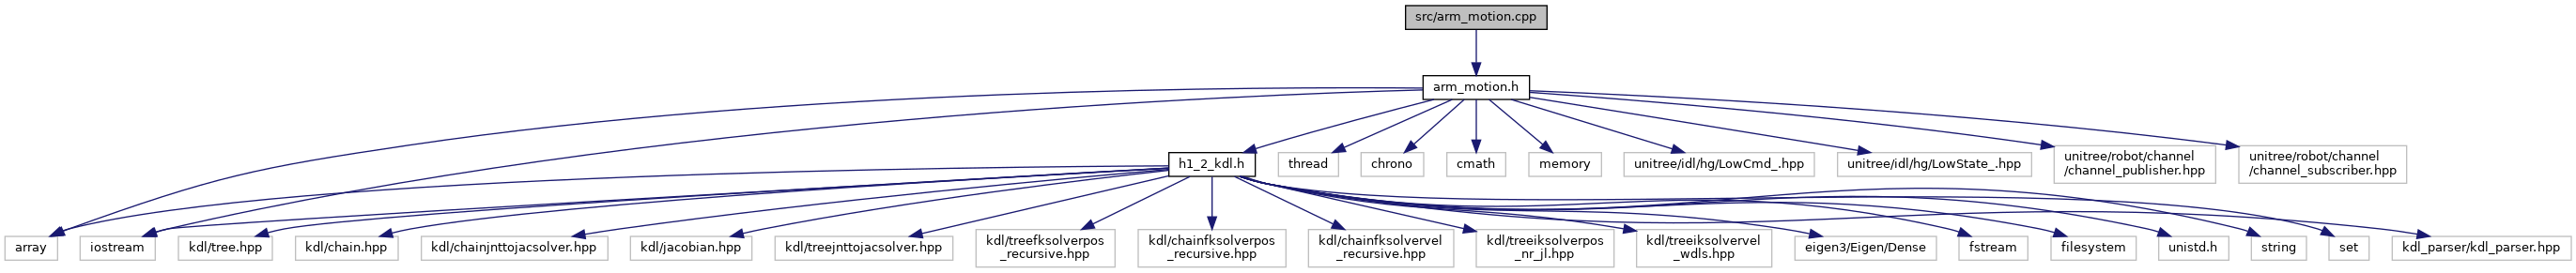 src/arm_motion.cpp
arm_motion.h
h1_2_kdl.h
thread
chrono
cmath
memory
unitree/idl/hg/LowCmd_.hpp
unitree/idl/hg/LowState_.hpp
unitree/robot/channel
/channel_publisher.hpp
unitree/robot/channel
/channel_subscriber.hpp
array
iostream
kdl/tree.hpp
kdl/chain.hpp
kdl/chainjnttojacsolver.hpp
kdl/jacobian.hpp
kdl/treejnttojacsolver.hpp
kdl/treefksolverpos
_recursive.hpp
kdl/chainfksolverpos
_recursive.hpp
kdl/chainfksolvervel
_recursive.hpp
kdl/treeiksolverpos
_nr_jl.hpp
kdl/treeiksolvervel
_wdls.hpp
eigen3/Eigen/Dense
fstream
filesystem
unistd.h
string
set
kdl_parser/kdl_parser.hpp